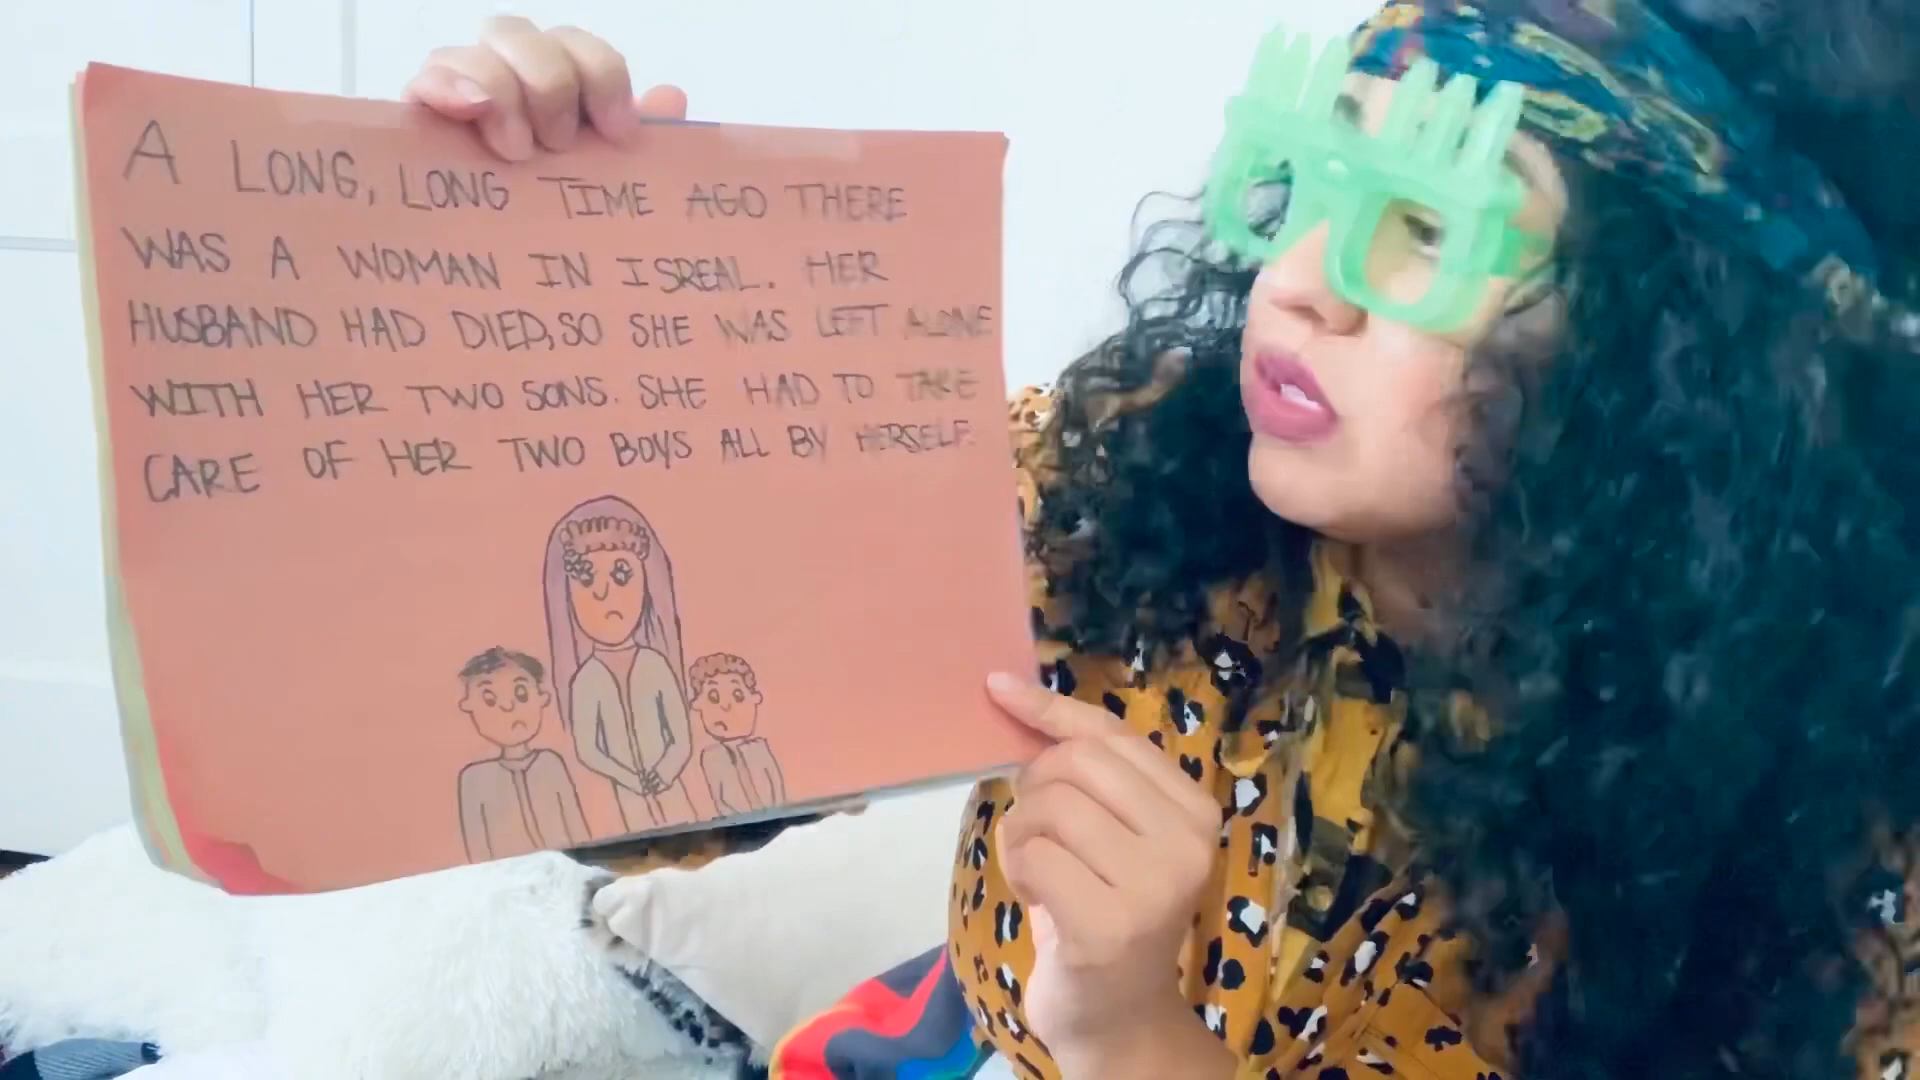 A LONG, LONG TIME AGO THERE
WAS A WOMAN IN ISREAL. HER
HUSBAND HAD DIED, SO SHE WAS LEFT ALONE
WITH HER TWO SONS. SHE HAD TO TAKE
CARE OF HER TWO BOYS ALL BY HERSELF.